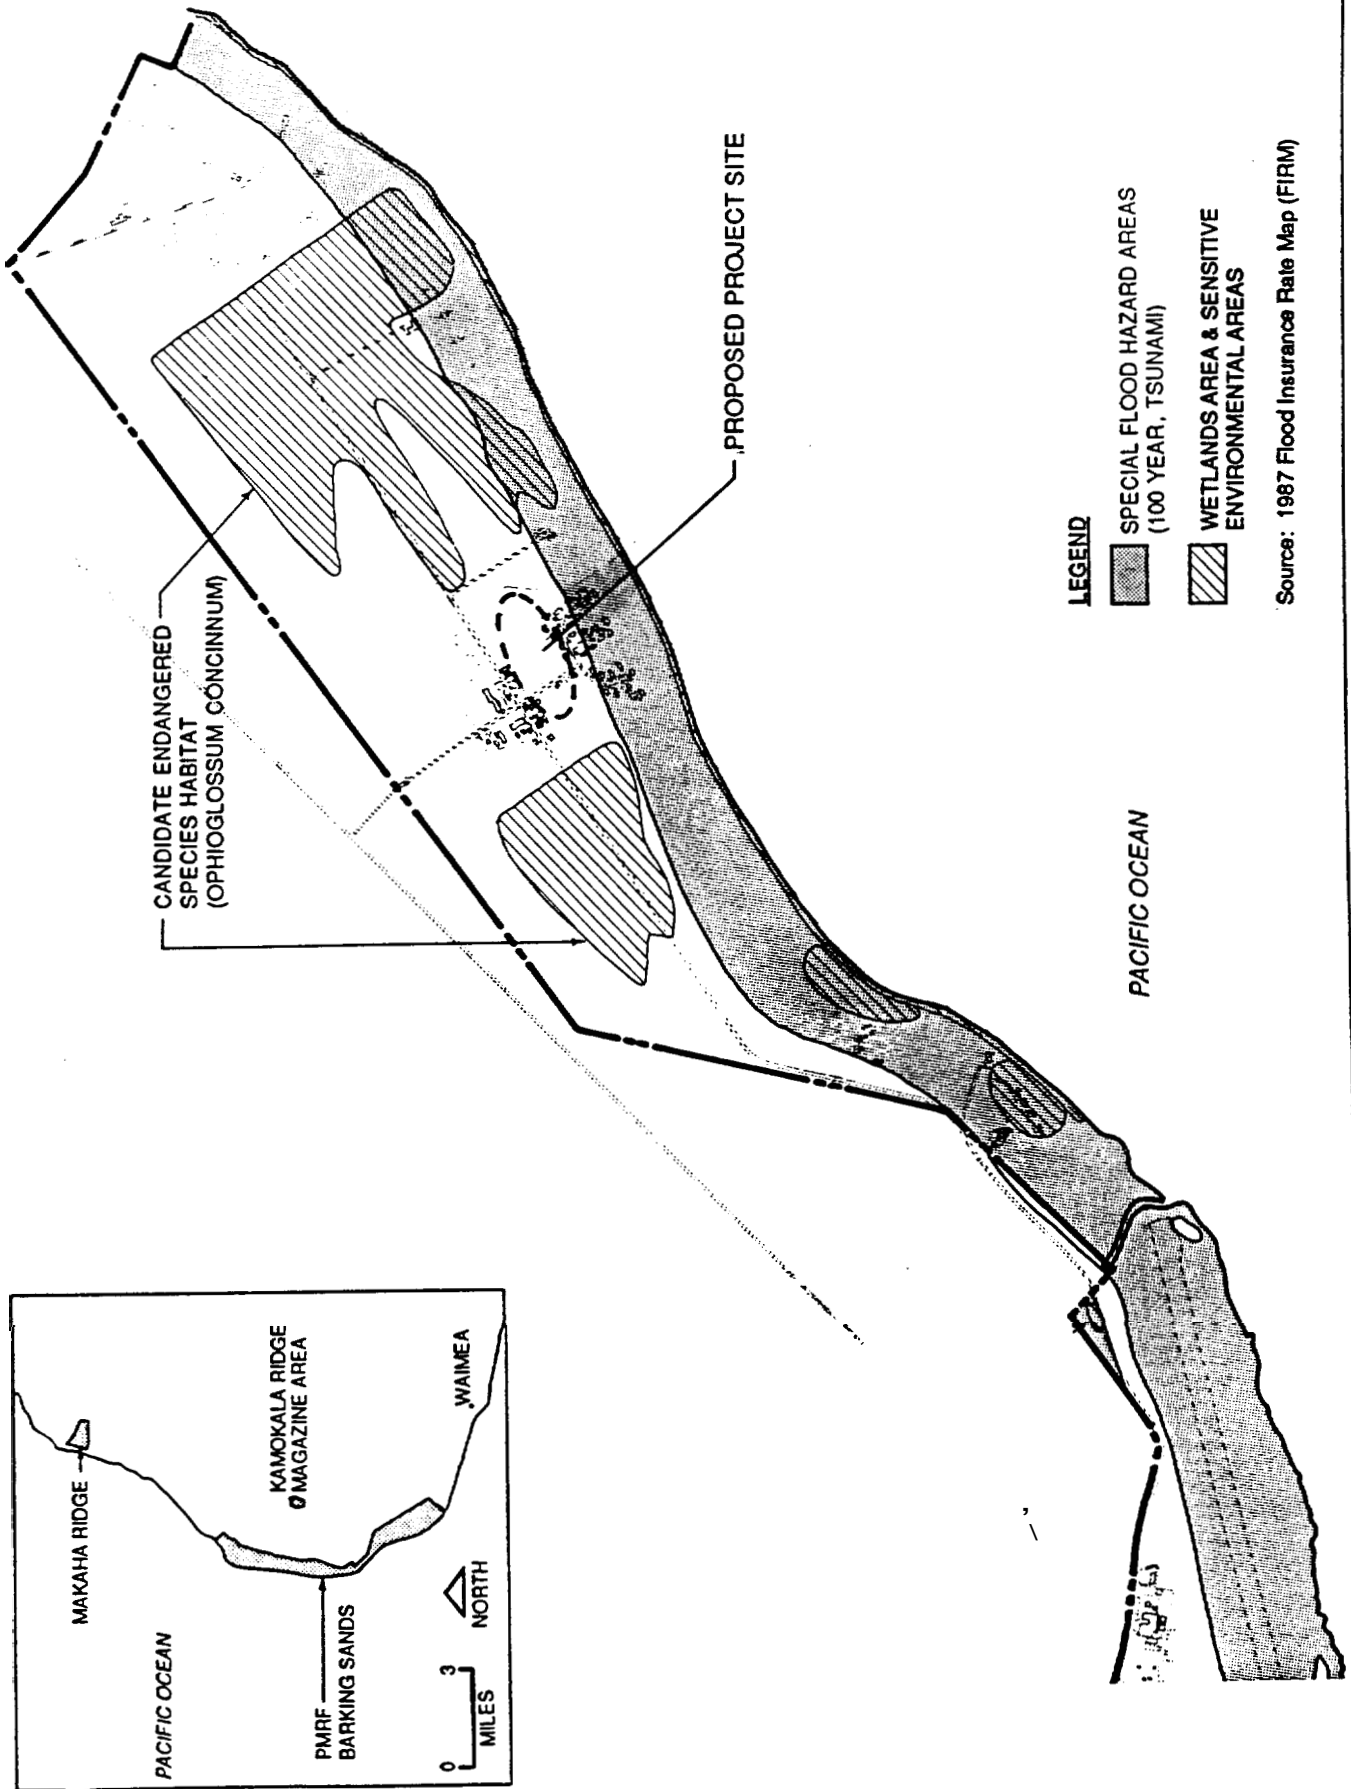 MAKAHA RIDGE
PACIFIC OCEAN
KAMOKALA RIDGE
MAGAZINE AREA
WAIMEA
PMRF
BARKING SANDS
0
3
MILES
NORTH
CANDIDATE ENDANGERED
SPECIES HABITAT
(OPHIOGLOSSUM CONCINNUM)
PROPOSED PROJECT SITE
PACIFIC OCEAN
LEGEND
SPECIAL FLOOD HAZARD AREAS
(100 YEAR, TSUNAMI)
WETLANDS AREA & SENSITIVE
ENVIRONMENTAL AREAS
Source: 1987 Flood Insurance Rate Map (FIRM)